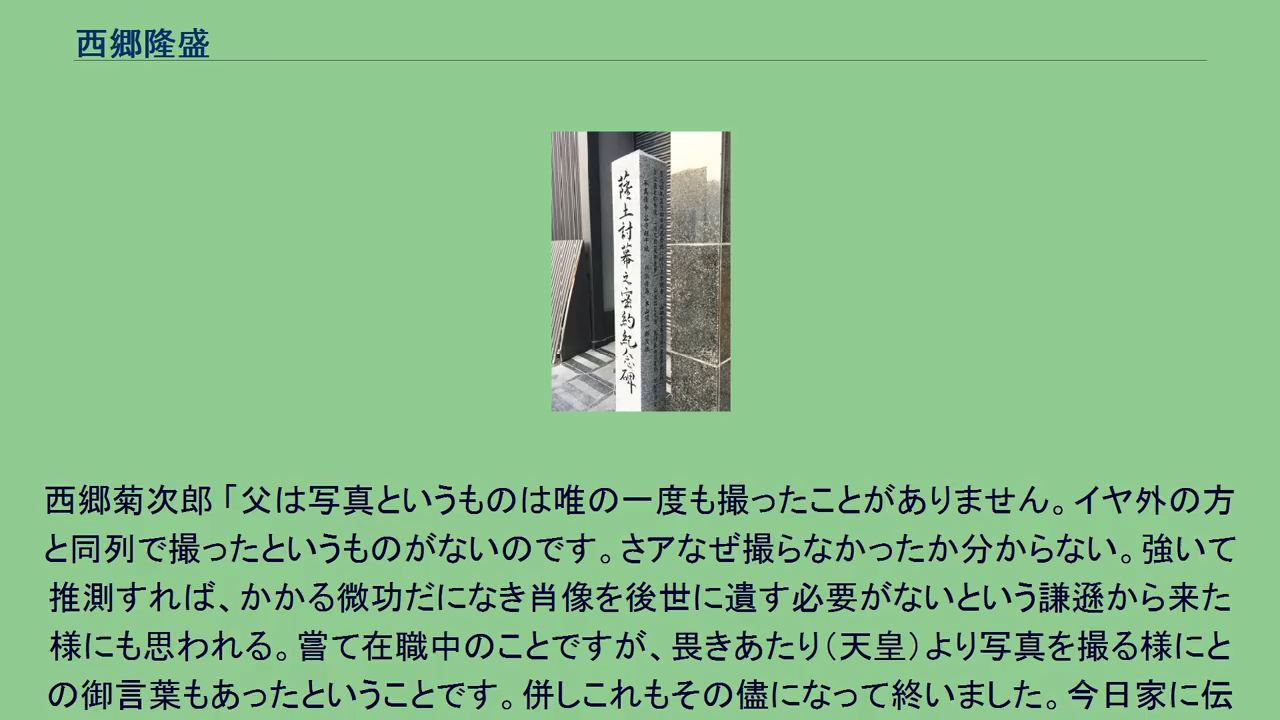 西郷隆盛
薩土討幕之密約紀念碑
西郷菊次郎「父は写真というものは唯の一度も撮ったことがありません。イヤ外の方
と同列で撮ったというものがないのです。さアなぜ撮らなかったか分からない。強いて
推測すれば、かかる微功だになき肖像を後世に遺す必要がないという謙遜から来た
様にも思われる。嘗て在職中のことですが、畏きあたり（天皇）より写真を撮る様にと
の御言葉もあったということです。併しこれもその儘になって終いました。今日家に伝